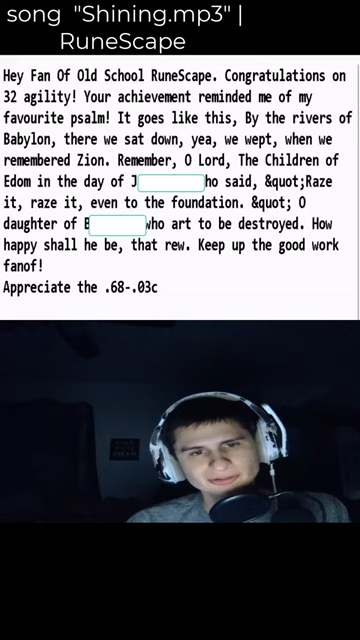 song "Shining.mp3" |
RuneScape
Hey Fan Of Old School RuneScape. Congratulations on
32 agility! Your achievement reminded me of my
favourite psalm! It goes like this, By the rivers of
Babylon, there we sat down, yea, we wept, when we
remembered Zion. Remember, O Lord, The Children of
Edom in the day of J ho said, &quot;Raze
it, raze it, even to the foundation. &quot; O
daughter of B who art to be destroyed. How
happy shall he be, that rew. Keep up the good work
fanof!
Appreciate the .68-.03c